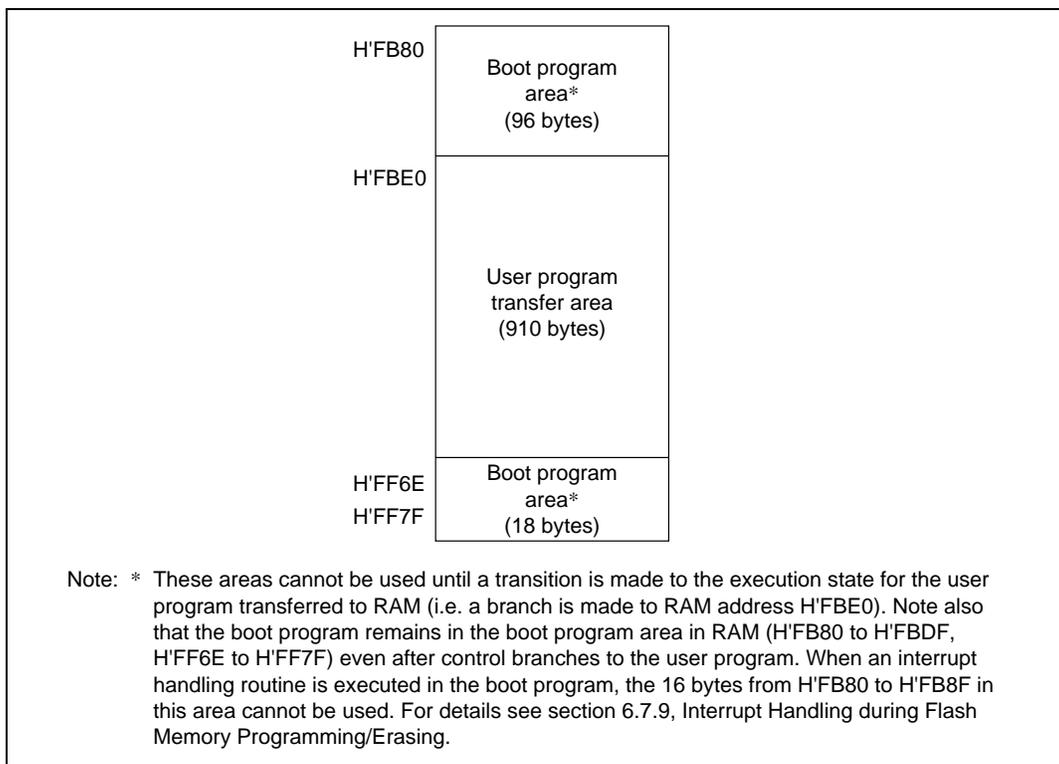 H'FB80
Boot program
area*
(96 bytes)
H'FBE0
User program
transfer area
(910 bytes)
H'FF6E
H'FF7F
Boot program
area*
(18 bytes)
Note: * These areas cannot be used until a transition is made to the execution state for the user
program transferred to RAM (i.e. a branch is made to RAM address H'FBE0). Note also
that the boot program remains in the boot program area in RAM (H'FB80 to H'FBDF,
H'FF6E to H'FF7F) even after control branches to the user program. When an interrupt
handling routine is executed in the boot program, the 16 bytes from H'FB80 to H'FB8F in
this area cannot be used. For details see section 6.7.9, Interrupt Handling during Flash
Memory Programming/Erasing.